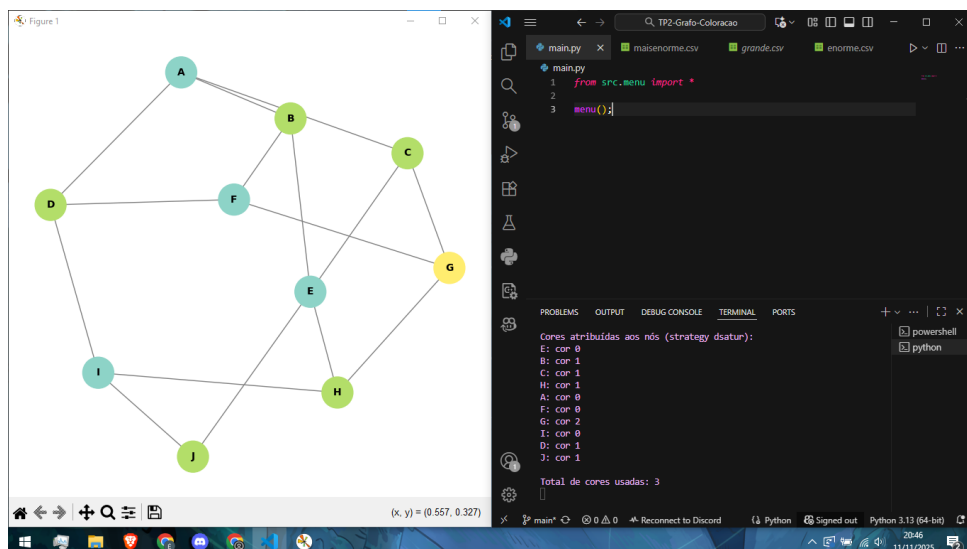 Figure 1
A
B
C
D
F
G
E
I
H
J
(x, y) = (0.557, 0.327)
TP2-Grafo-Coloracao
main.py
maisenorme.csv
grande.csv
enorme.csv
main.py
1 from src.menu import *
2
3 menu();
PROBLEMS OUTPUT DEBUG CONSOLE TERMINAL PORTS
powershell
python
Cores atribuídas aos nós (strategy dsatur):
E: cor 0
B: cor 1
C: cor 1
H: cor 1
A: cor 0
F: cor 0
G: cor 2
I: cor 0
D: cor 1
J: cor 1
Total de cores usadas: 3
main* 0 0 Reconnect to Discord Python Signed out Python 3.13 (64-bit)
20:46
11/11/2025